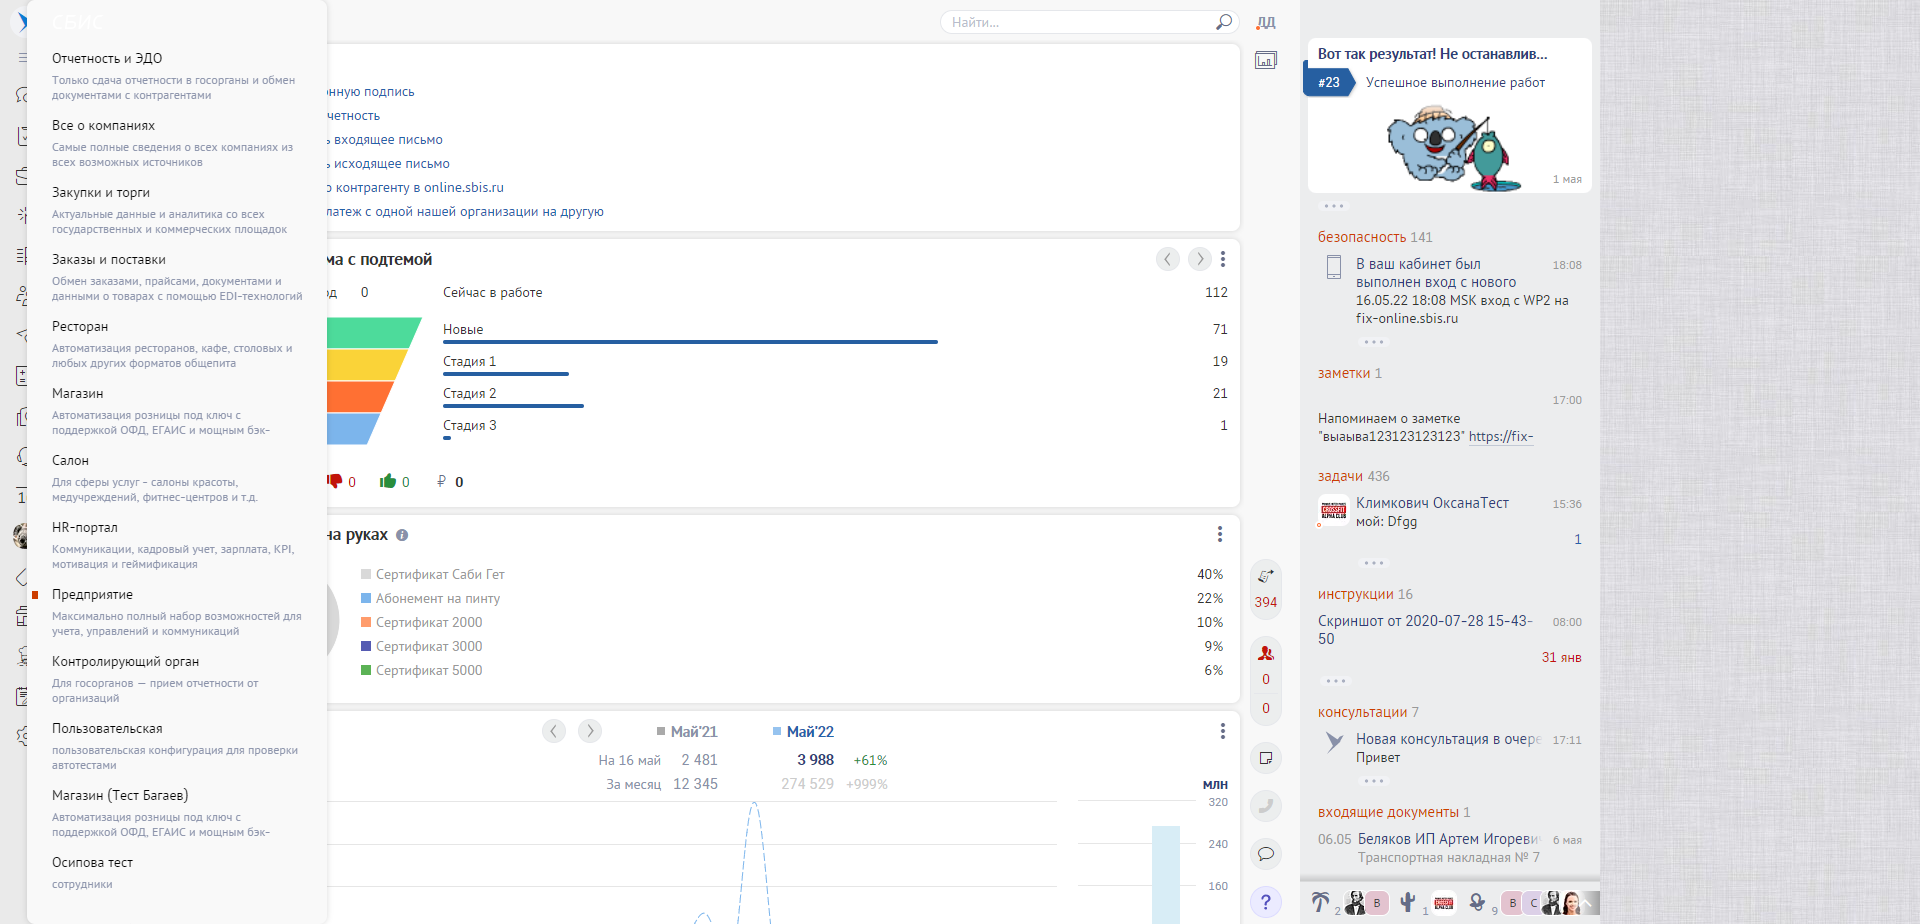 СБИС
Отчетность и ЭДО
Только сдача отчетности в госорганы и обмен
документами с контрагентами
Все о компаниях
Самые полные сведения о всех компаниях из
всех возможных источников
Закупки и торги
Актуальные данные и аналитика со всех
государственных и коммерческих площадок
Заказы и поставки
Обмен заказами, прайсами, документами и
данными о товарах с помощью EDI-технологий
Ресторан
Автоматизация ресторанов, кафе, столовых и
любых других форматов общепита
Магазин
Автоматизация розницы под ключ с
поддержкой ОФД, ЕГАИС и мощным бэк-
Салон
Для сферы услуг - салоны красоты,
медучреждений, фитнес-центров и т.д.
HR-портал
Коммуникации, кадровый учет, зарплата, KPI,
мотивация и геймификация
Предприятие
Максимально полный набор возможностей для
учета, управлений и коммуникаций
Контролирующий орган
Для госорганов — прием отчетности от
организаций
Пользовательская
пользовательская конфигурация для проверки
автотестами
Магазин (Тест Багаев)
Автоматизация розницы под ключ с
поддержкой ОФД, ЕГАИС и мощным бэк-
Осипова тест
сотрудники
Найти...
ДД
нную подпись
четность
ь входящее письмо
ь исходящее письмо
о контрагенту в online.sbis.ru
латеж с одной нашей организации на другую
ма с подтемой
од 0 Сейчас в работе 112
Новые 71
Стадия 1 19
Стадия 2 21
Стадия 3 1
0 0 ₽ 0
на руках
Сертификат Саби Гет 40%
Абонемент на пинту 22%
Сертификат 2000 10%
Сертификат 3000 9%
Сертификат 5000 6%
Май'21 Май'22
На 16 май 2 481 3 988 +61%
За месяц 12 345 274 529 +999%
млн
320
240
160
394
0
0
?
Вот так результат! Не останавлив...
#23 Успешное выполнение работ
1 мая
безопасность 141
В ваш кабинет был 18:08
выполнен вход с нового
16.05.22 18:08 MSK вход с WP2 на
fix-online.sbis.ru
заметки 1
17:00
Напоминаем о заметке
"выаыва123123123123" https://fix-
задачи 436
CROSSFIT
ALPHA CLUB
Климкович ОксанаТест 15:36
мой: Dfgg
1
инструкции 16
Скриншот от 2020-07-28 15-43- 08:00
50
31 янв
консультации 7
Новая консультация в очере 17:11
Привет
входящие документы 1
06.05 Беляков ИП Артем Игореви 6 мая
Транспортная накладная № 7
2 В 1 9 В С